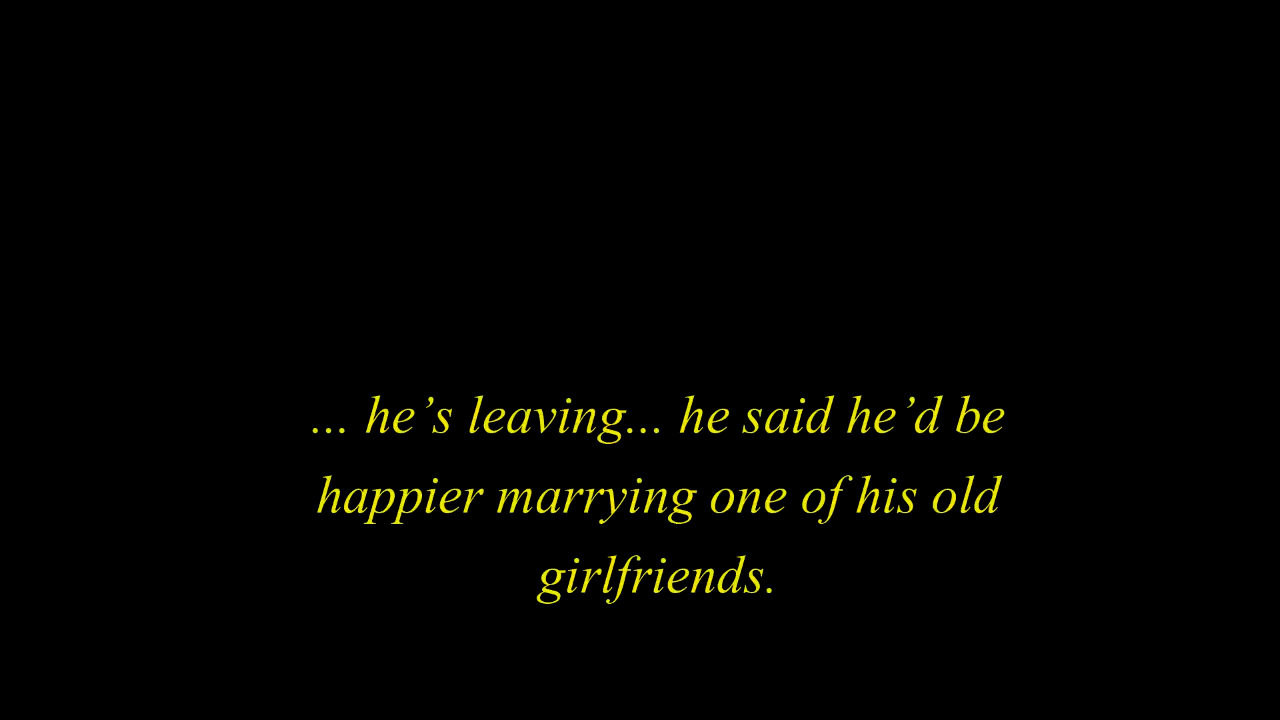 ... he’s leaving... he said he’d be
happier marrying one of his old
girlfriends.